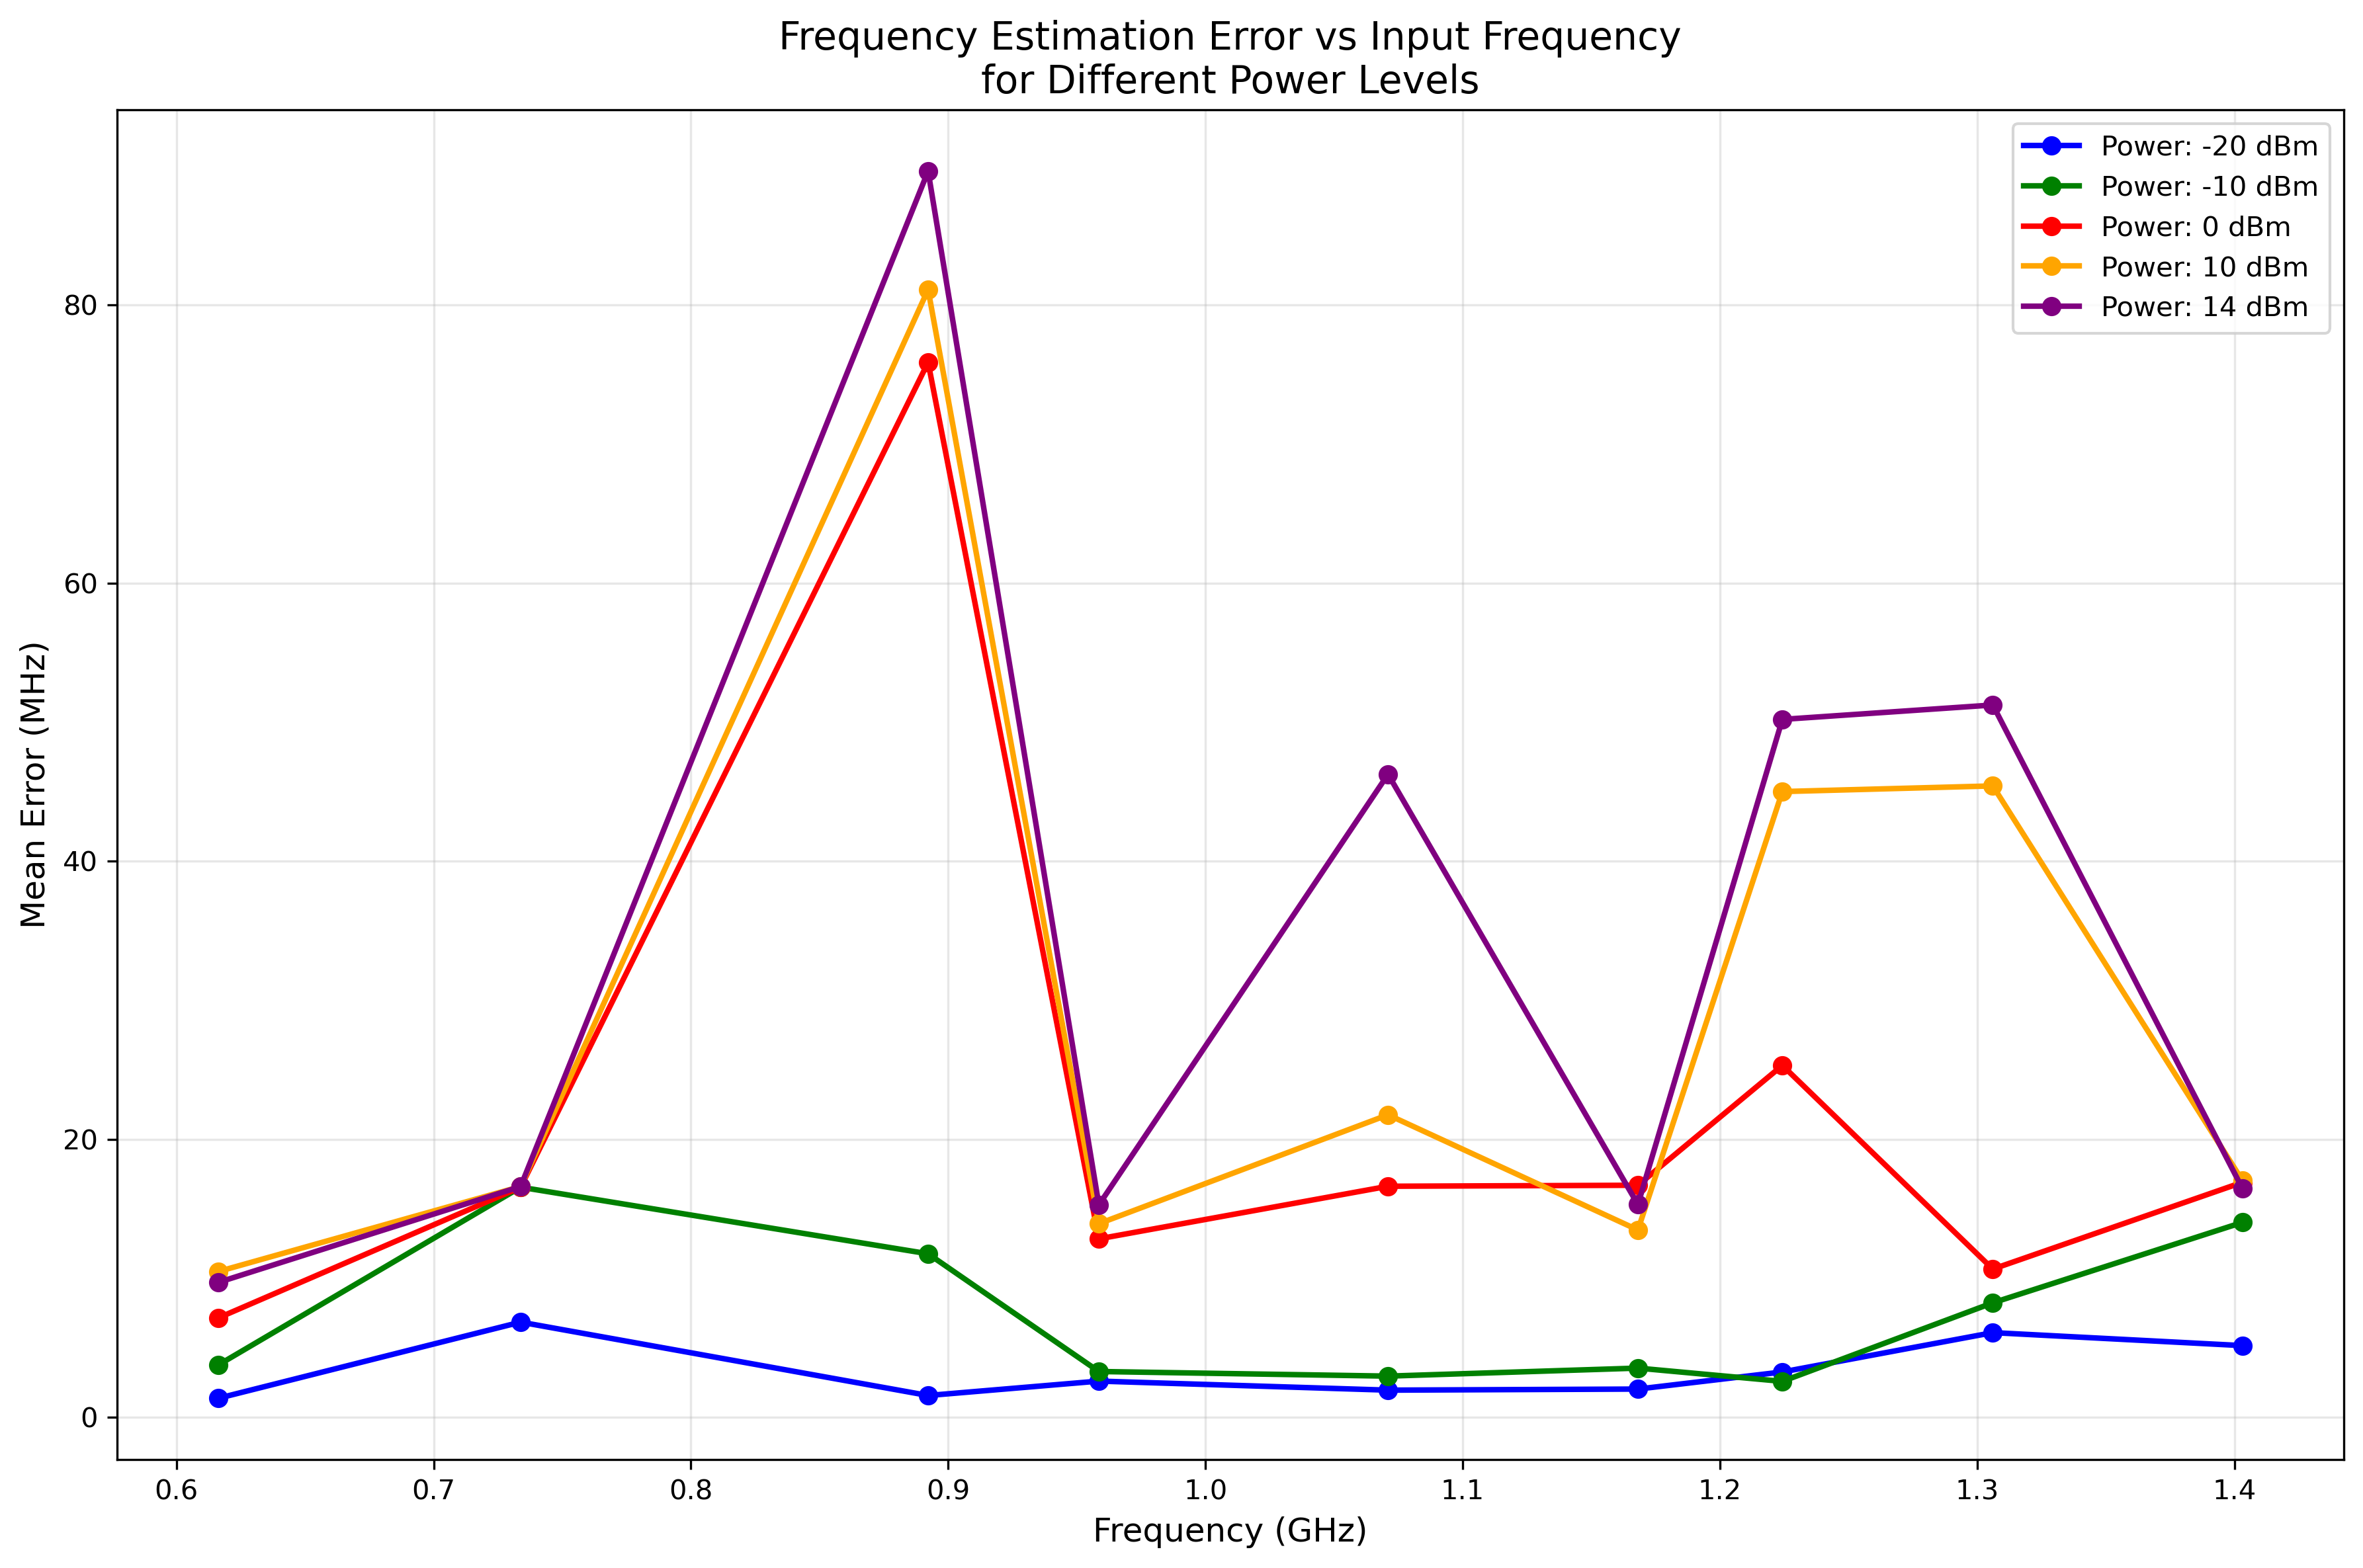 Frequency Estimation Error vs Input Frequency
for Different Power Levels
Power: -20 dBm
Power: -10 dBm
Power: 0 dBm
Power: 10 dBm
Power: 14 dBm
Mean Error (MHz)
80
60
40
20
0
0.6 0.7 0.8 0.9 1.0 1.1 1.2 1.3 1.4
Frequency (GHz)